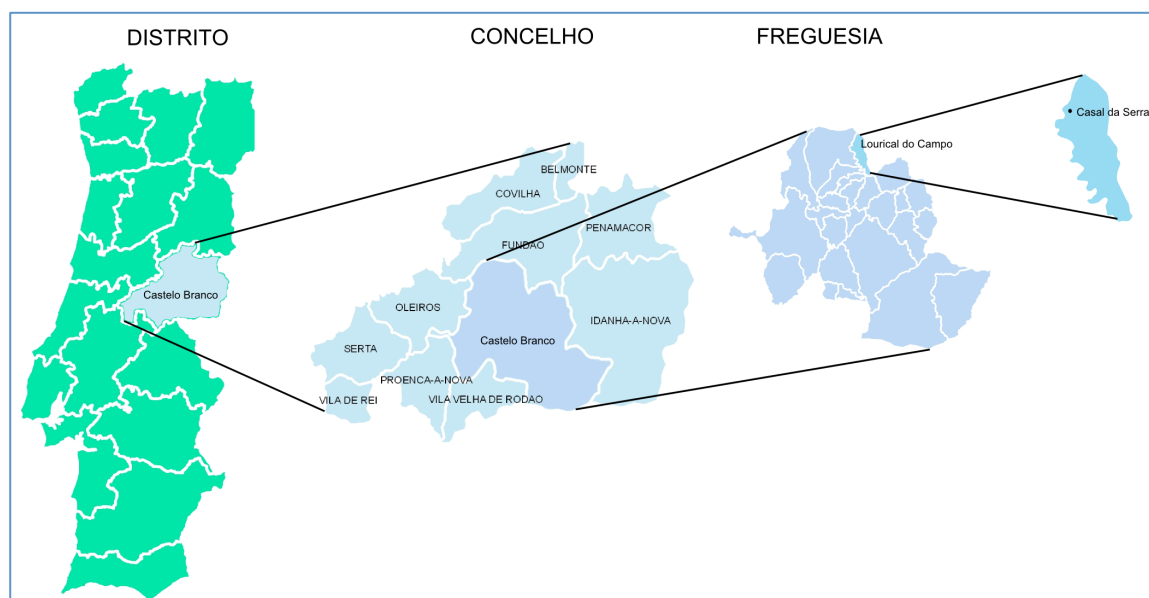 DISTRITO
CONCELHO
FREGUESIA
Castelo Branco
BELMONTE
COVILHA
PENAMACOR
FUNDAO
OLEIROS
IDANHA-A-NOVA
SERTA
Castelo Branco
PROENCA-A-NOVA
VILA DE REI
VILA VELHA DE RODAO
Lourical do Campo
Casal da Serra